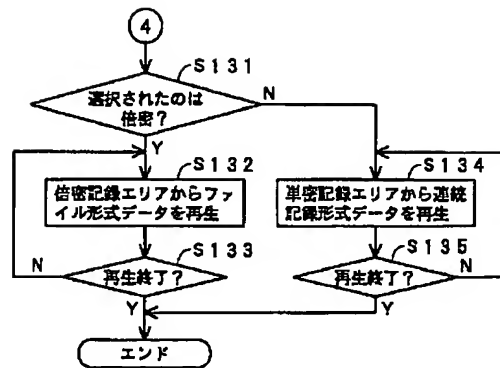 4
S131
選択されたのは
倍密?
N
Y
S132
S134
倍密記録エリアからファ
イル形式データを再生
単密記録エリアから連続
記録形式データを再生
S133
S135
N
再生終了?
再生終了?
N
Y
Y
エンド